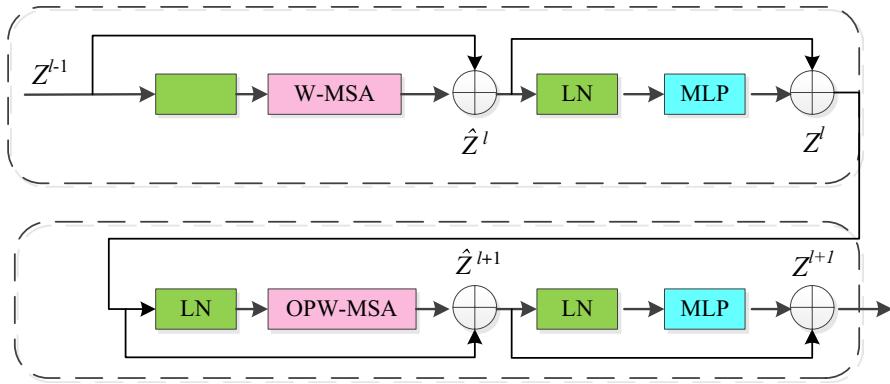 Z^{l-1}
W-MSA
LN
MLP
Ẑ^{l}
Z^{l}
Ẑ^{l+1}
Z^{l+1}
LN
OPW-MSA
LN
MLP